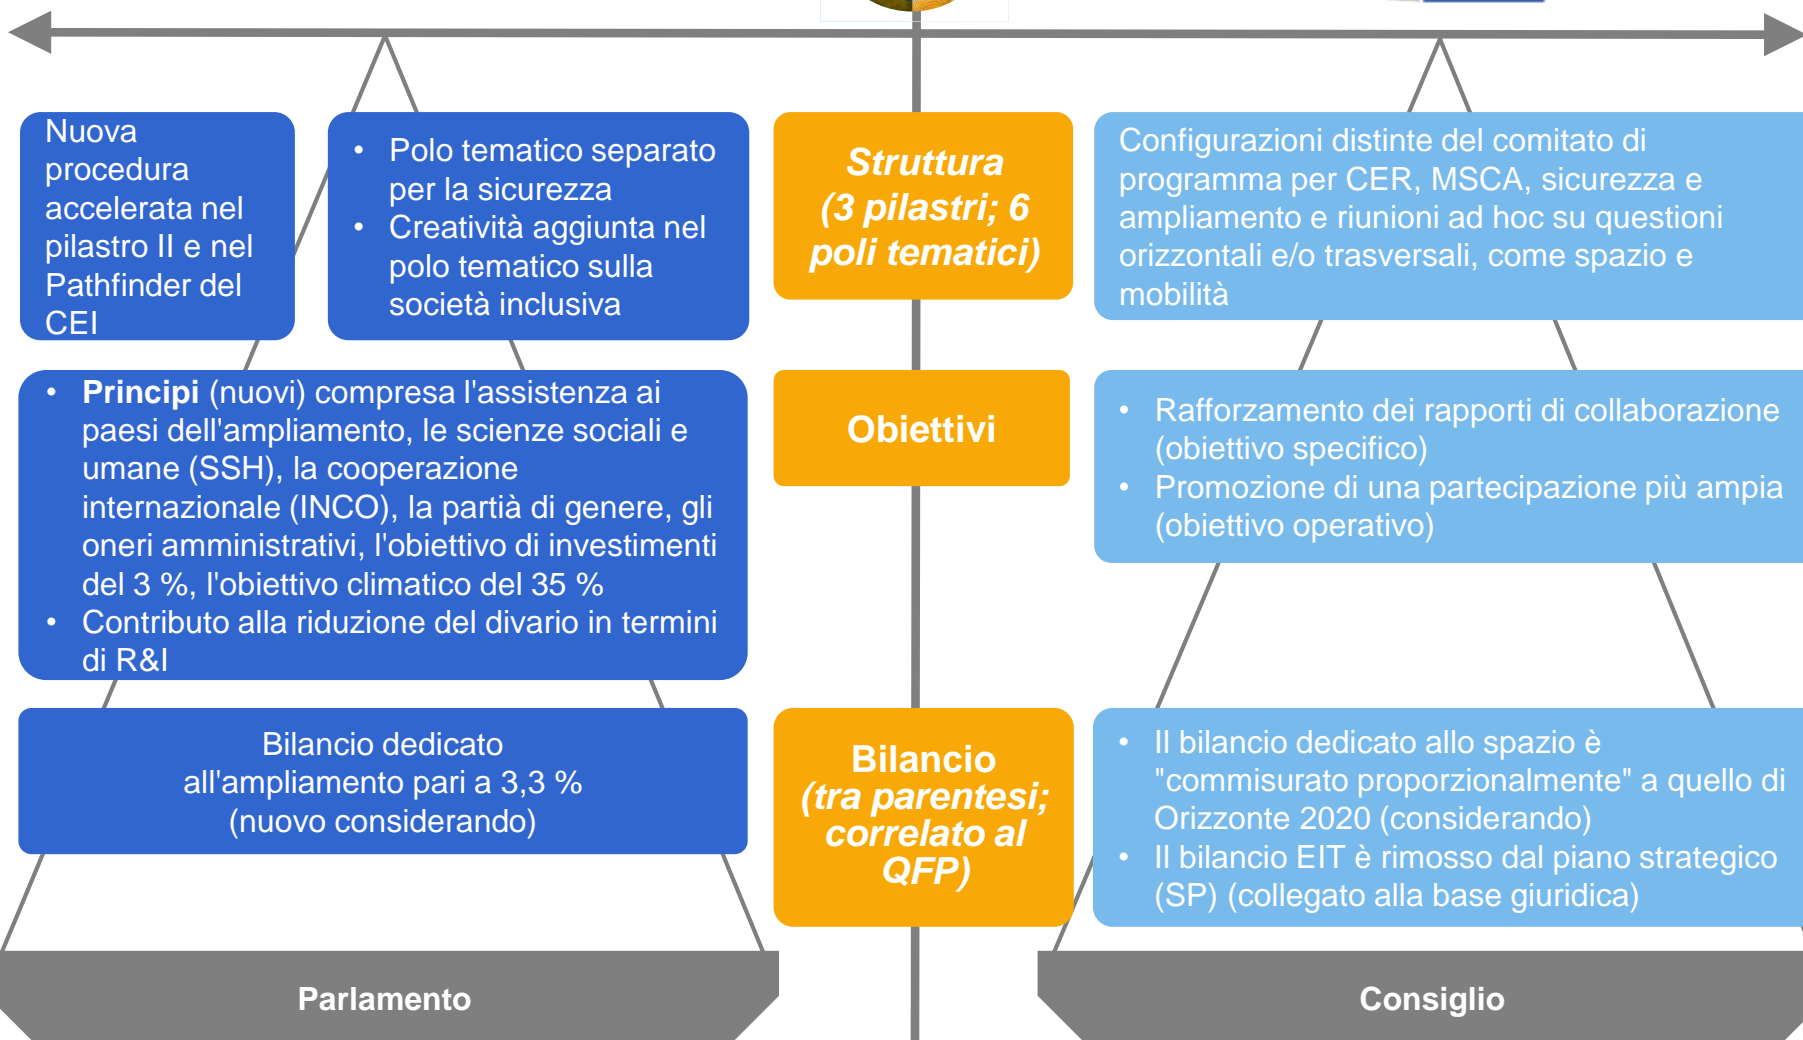 Nuova
procedura
accelerata nel
pilastro II e nel
Pathfinder del
CEI
• Polo tematico separato
per la sicurezza
• Creatività aggiunta nel
polo tematico sulla
società inclusiva
Struttura
(3 pilastri; 6
poli tematici)
Configurazioni distinte del comitato di
programma per CER, MSCA, sicurezza e
ampliamento e riunioni ad hoc su questioni
orizzontali e/o trasversali, come spazio e
mobilità
• Principi (nuovi) compresa l'assistenza ai
paesi dell'ampliamento, le scienze sociali e
umane (SSH), la cooperazione
internazionale (INCO), la partià di genere, gli
oneri amministrativi, l'obiettivo di investimenti
del 3 %, l'obiettivo climatico del 35 %
• Contributo alla riduzione del divario in termini
di R&I
Obiettivi
• Rafforzamento dei rapporti di collaborazione
(obiettivo specifico)
• Promozione di una partecipazione più ampia
(obiettivo operativo)
Bilancio dedicato
all'ampliamento pari a 3,3 %
(nuovo considerando)
Bilancio
(tra parentesi;
correlato al
QFP)
• Il bilancio dedicato allo spazio è
"commisurato proporzionalmente" a quello di
Orizzonte 2020 (considerando)
• Il bilancio EIT è rimosso dal piano strategico
(SP) (collegato alla base giuridica)
Parlamento
Consiglio